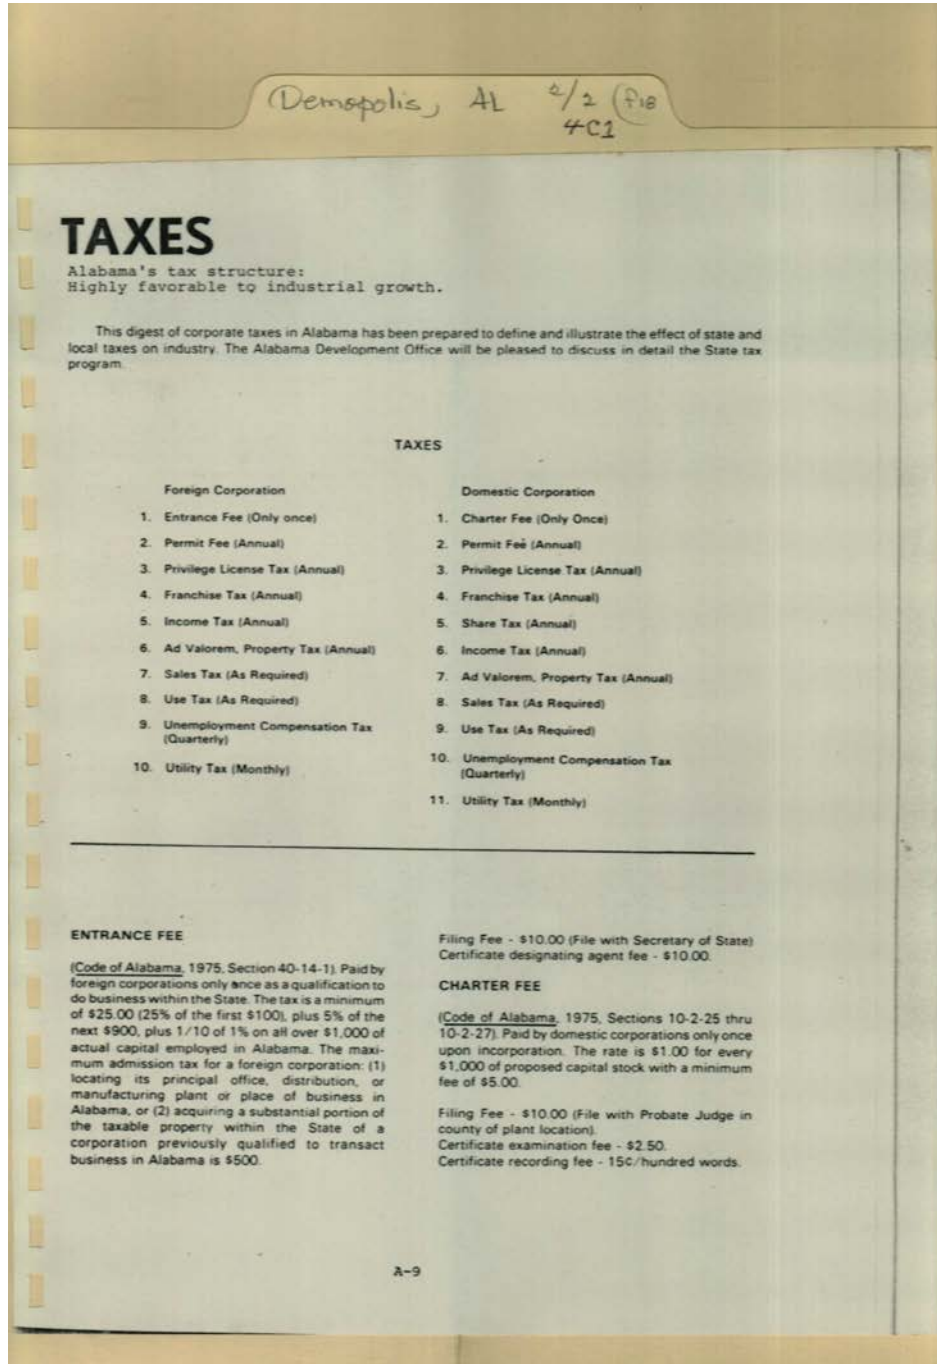 Demopolis, AL 2/2 (F18
4C1
TAXES
Alabama's tax structure:
Highly favorable to industrial growth.
This digest of corporate taxes in Alabama has been prepared to define and illustrate the effect of state and
local taxes on industry. The Alabama Development Office will be pleased to discuss in detail the State tax
program.
TAXES
Foreign Corporation
1. Entrance Fee (Only once)
2. Permit Fee (Annual)
3. Privilege License Tax (Annual)
4. Franchise Tax (Annual)
5. Income Tax (Annual)
6. Ad Valorem, Property Tax (Annual)
7. Sales Tax (As Required)
8. Use Tax (As Required)
9. Unemployment Compensation Tax
(Quarterly)
10. Utility Tax (Monthly)
Domestic Corporation
1. Charter Fee (Only Once)
2. Permit Fee (Annual)
3. Privilege License Tax (Annual)
4. Franchise Tax (Annual)
5. Share Tax (Annual)
6. Income Tax (Annual)
7. Ad Valorem, Property Tax (Annual)
8. Sales Tax (As Required)
9. Use Tax (As Required)
10. Unemployment Compensation Tax
(Quarterly)
11. Utility Tax (Monthly)
ENTRANCE FEE
(Code of Alabama, 1975, Section 40-14-1). Paid by
foreign corporations only once as a qualification to
do business within the State. The tax is a minimum
of $25.00 (25% of the first $100), plus 5% of the
next $900, plus 1/10 of 1% on all over $1,000 of
actual capital employed in Alabama. The maxi-
mum admission tax for a foreign corporation: (1)
locating its principal office, distribution, or
manufacturing plant or place of business in
Alabama, or (2) acquiring a substantial portion of
the taxable property within the State of a
corporation previously qualified to transact
business in Alabama is $500.
Filing Fee - $10.00 (File with Secretary of State)
Certificate designating agent fee - $10.00.
CHARTER FEE
(Code of Alabama, 1975, Sections 10-2-25 thru
10-2-27). Paid by domestic corporations only once
upon incorporation. The rate is $1.00 for every
$1,000 of proposed capital stock with a minimum
fee of $5.00.
Filing Fee - $10.00 (File with Probate Judge in
county of plant location).
Certificate examination fee - $2.50.
Certificate recording fee - 15¢/hundred words.
A-9